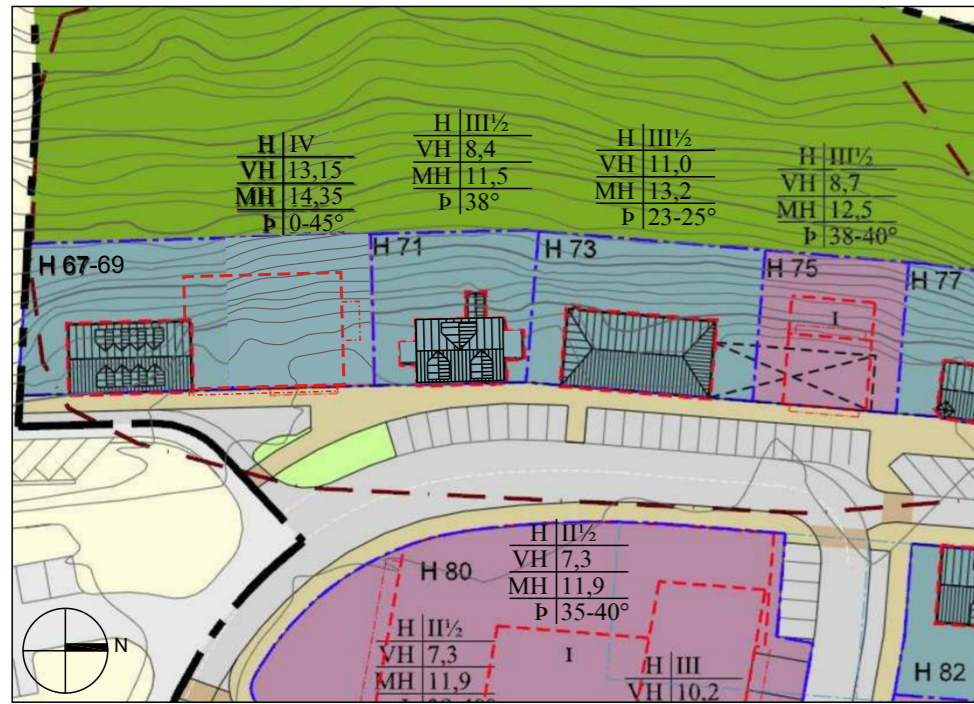 H IV
VH 13,15
MH 14,35
Þ 0-45°
H III½
VH 8,4
MH 11,5
Þ 38°
H III½
VH 11,0
MH 13,2
Þ 23-25°
H III½
VH 8,7
MH 12,5
Þ 38-40°
H 67-69
H 71
H 73
H 75
H 77
I
H 80
H II½
VH 7,3
MH 11,9
Þ 35-40°
H II½
VH 7,3
MH 11,9
I
H III
VH 10,2
H 82
N